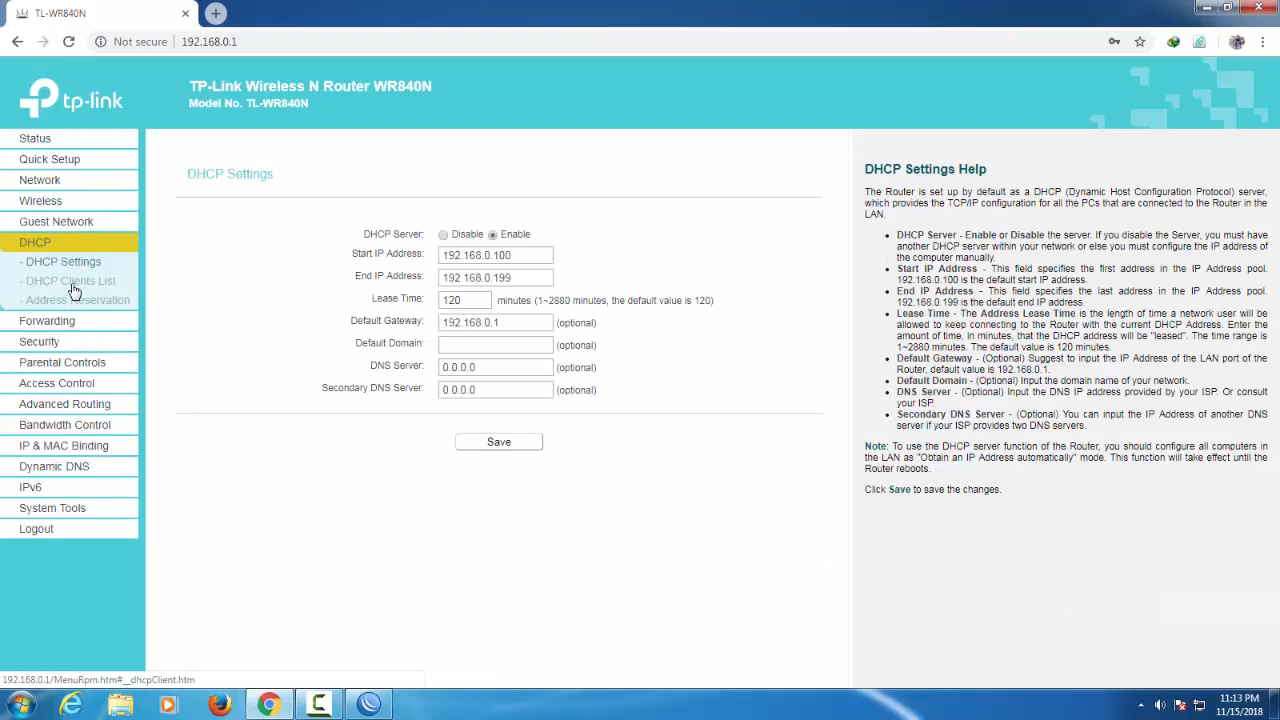 TL-WR840N
Not secure
192.168.0.1
tp-link
TP-Link Wireless N Router WR840N
Model No. TL-WR840N
Status
Quick Setup
Network
Wireless
Guest Network
DHCP
- DHCP Settings
- DHCP Clients List
- Address Reservation
Forwarding
Security
Parental Controls
Access Control
Advanced Routing
Bandwidth Control
IP & MAC Binding
Dynamic DNS
IPv6
System Tools
Logout
DHCP Settings
DHCP Server: Disable Enable
Start IP Address: 192.168.0.100
End IP Address: 192.168.0.199
Lease Time: 120 minutes (1~2880 minutes, the default value is 120)
Default Gateway: 192.168.0.1 (optional)
Default Domain: (optional)
DNS Server: 0.0.0.0 (optional)
Secondary DNS Server: 0.0.0.0 (optional)
Save
DHCP Settings Help
The Router is set up by default as a DHCP (Dynamic Host Configuration Protocol) server,
which provides the TCP/IP configuration for all the PCs that are connected to the Router in the
LAN.
DHCP Server - Enable or Disable the server. If you disable the Server, you must have
another DHCP server within your network or else you must configure the IP address of
the computer manually.
Start IP Address - This field specifies the first address in the IP Address pool.
192.168.0.100 is the default start IP address.
End IP Address - This field specifies the last address in the IP Address pool.
192.168.0.199 is the default end IP address.
Lease Time - The Address Lease Time is the length of time a network user will be
allowed to keep connecting to the Router with the current DHCP Address. Enter the
amount of time, in minutes, that the DHCP address will be "leased". The time range is
1~2880 minutes. The default value is 120 minutes.
Default Gateway - (Optional) Suggest to input the IP Address of the LAN port of the
Router, default value is 192.168.0.1.
Default Domain - (Optional) Input the domain name of your network.
DNS Server - (Optional) Input the DNS IP address provided by your ISP. Or consult
your ISP.
Secondary DNS Server - (Optional) You can input the IP Address of another DNS
server if your ISP provides two DNS servers.
Note: To use the DHCP server function of the Router, you should configure all computers in
the LAN as "Obtain an IP Address automatically" mode. This function will take effect until the
Router reboots.
Click Save to save the changes.
192.168.0.1/MenuRpm.htm#__dhcpClient.htm
11:13 PM
11/15/2018